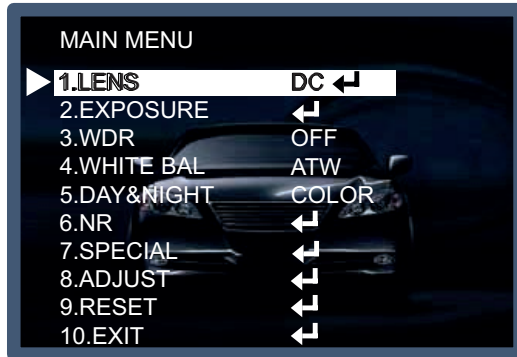 MAIN MENU
1.LENS DC ↵
2.EXPOSURE ↵
3.WDR OFF
4.WHITE BAL ATW
5.DAY&NIGHT COLOR
6.NR ↵
7.SPECIAL ↵
8.ADJUST ↵
9.RESET ↵
10.EXIT ↵